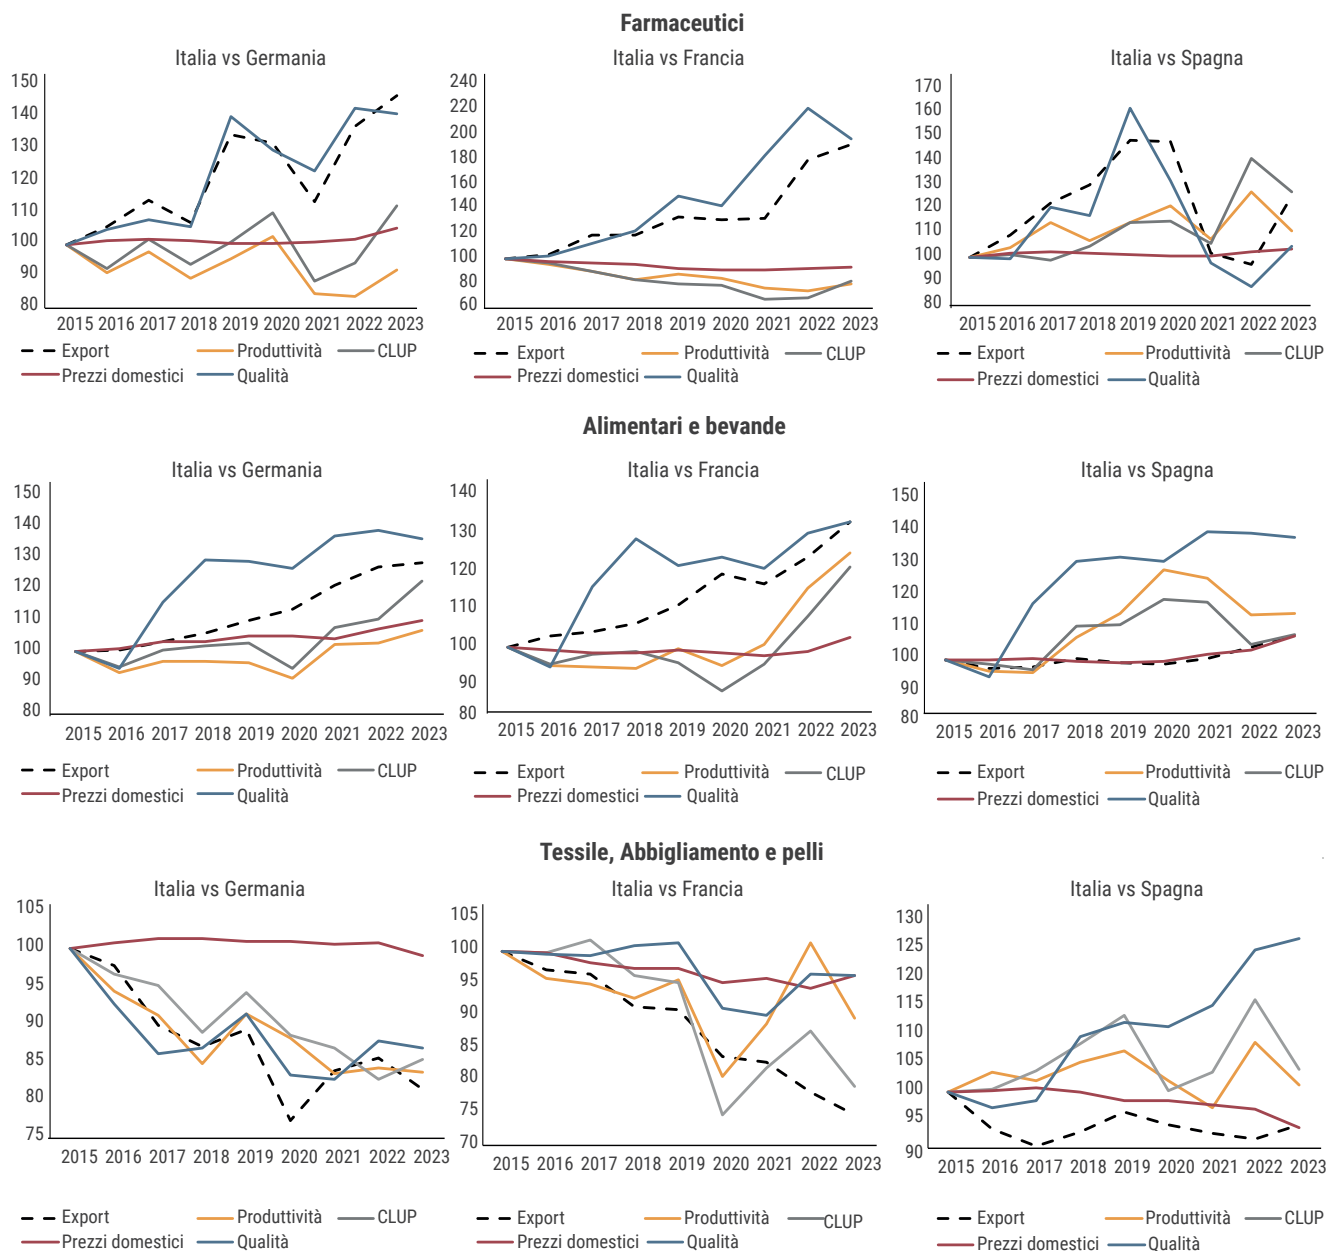 Farmaceutici
Italia vs Germania
150
140
130
120
110
100
90
80
2015 2016 2017 2018 2019 2020 2021 2022 2023
Export Produttività CLUP
Prezzi domestici Qualità
Italia vs Francia
240
220
200
180
160
140
120
100
80
60
2015 2016 2017 2018 2019 2020 2021 2022 2023
Export Produttività CLUP
Prezzi domestici Qualità
Italia vs Spagna
170
160
150
140
130
120
110
100
90
80
2015 2016 2017 2018 2019 2020 2021 2022 2023
Export Produttività CLUP
Prezzi domestici Qualità
Alimentari e bevande
Italia vs Germania
150
140
130
120
110
100
90
80
2015 2016 2017 2018 2019 2020 2021 2022 2023
Export Produttività CLUP
Prezzi domestici Qualità
Italia vs Francia
140
130
120
110
100
90
80
2015 2016 2017 2018 2019 2020 2021 2022 2023
Export Produttività CLUP
Prezzi domestici Qualità
Italia vs Spagna
150
140
130
120
110
100
90
80
2015 2016 2017 2018 2019 2020 2021 2022 2023
Export Produttività CLUP
Prezzi domestici Qualità
Tessile, Abbigliamento e pelli
Italia vs Germania
105
100
95
90
85
80
75
2015 2016 2017 2018 2019 2020 2021 2022 2023
Export Produttività CLUP
Prezzi domestici Qualità
Italia vs Francia
105
100
95
90
85
80
75
70
2015 2016 2017 2018 2019 2020 2021 2022 2023
Export Produttività CLUP
Prezzi domestici Qualità
Italia vs Spagna
130
125
120
115
110
105
100
95
90
2015 2016 2017 2018 2019 2020 2021 2022 2023
Export Produttività CLUP
Prezzi domestici Qualità